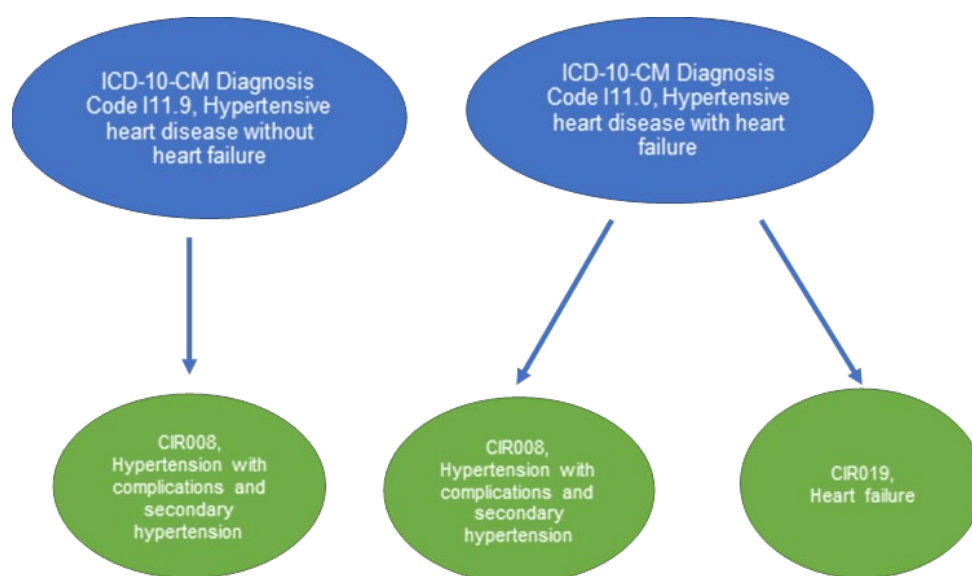 ICD-10-CM Diagnosis
Code I11.9, Hypertensive
heart disease without
heart failure
ICD-10-CM Diagnosis
Code I11.0, Hypertensive
heart disease with heart
failure
CIR008,
Hypertension with
complications and
secondary
hypertension
CIR008,
Hypertension with
complications and
secondary
hypertension
CIR019,
Heart failure